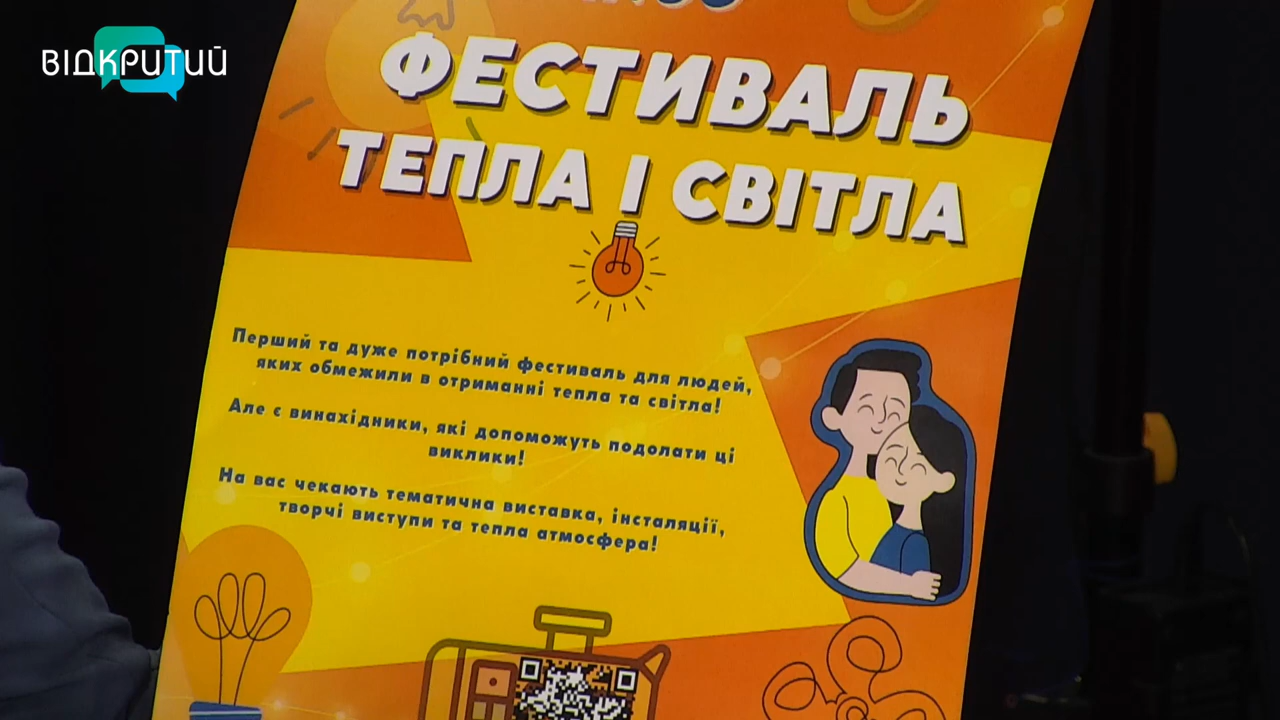 ВІДКРИТИЙ
ФЕСТИВАЛЬ
ТЕПЛА І СВІТЛА
Перший та дуже потрібний фестиваль для людей,
яких обмежили в отриманні тепла та світла!
Але є винахідники, які допоможуть подолати ці
виклики!
На вас чекають тематична виставка, інсталяції,
творчі виступи та тепла атмосфера!